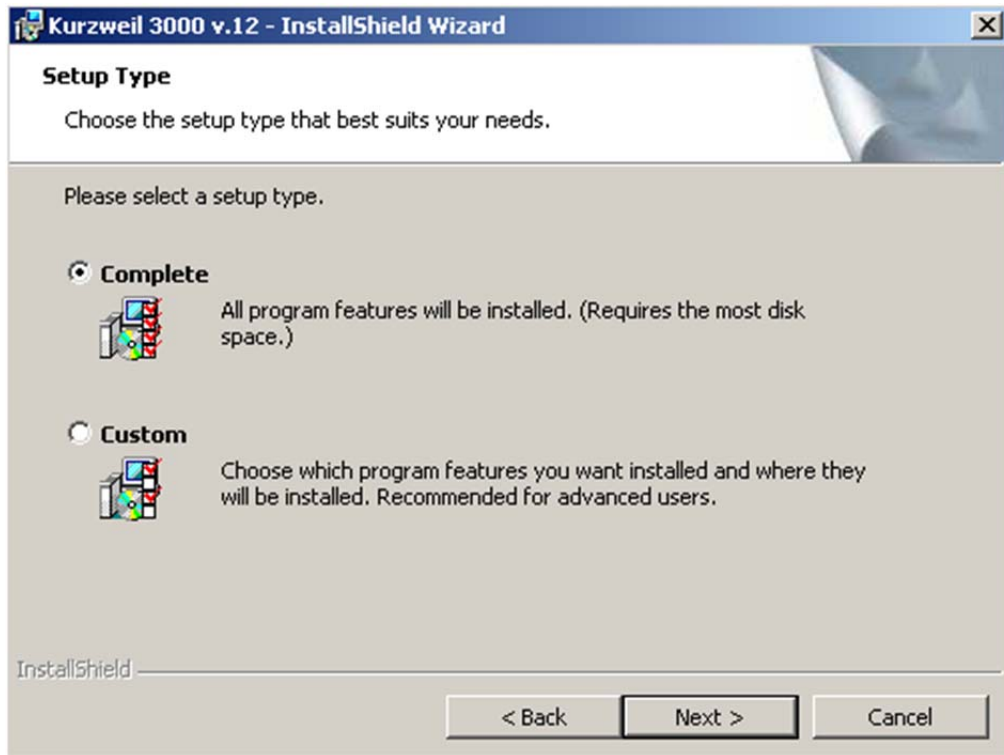 Kurzweil 3000 v.12 - InstallShield Wizard
Setup Type
Choose the setup type that best suits your needs.
Please select a setup type.
Complete
All program features will be installed. (Requires the most disk
space.)
Custom
Choose which program features you want installed and where they
will be installed. Recommended for advanced users.
InstallShield
< Back Next > Cancel